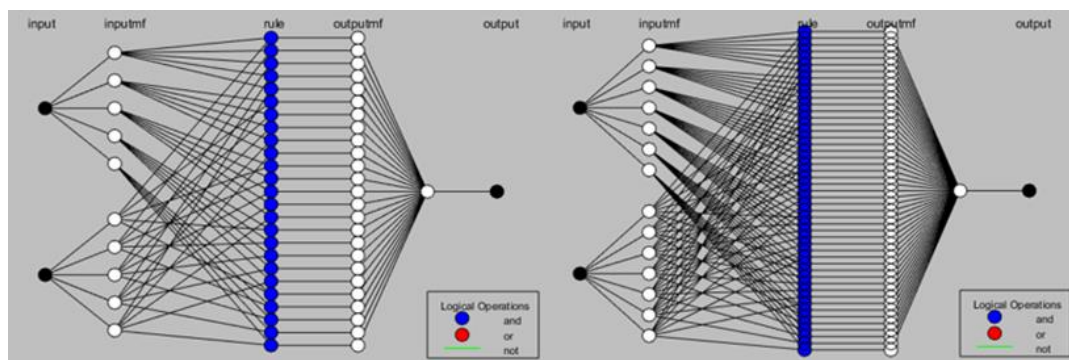 input inputmf rule outputmf output
Logical Operations
and
or
not
input inputmf rule outputmf output
Logical Operations
and
or
not